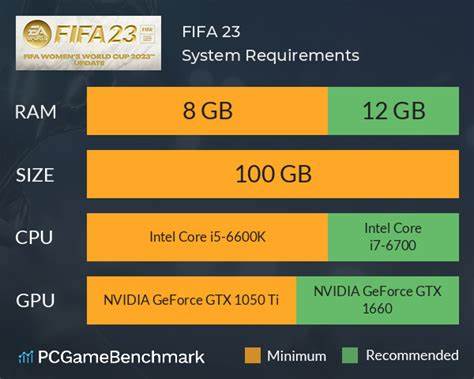 EA SPORTS FIFA 23 FIFA
FIFA WOMEN'S WORLD CUP 2023™
UPDATE
FIFA 23
System Requirements
RAM 8 GB 12 GB
SIZE 100 GB
CPU Intel Core i5-6600K Intel Core
i7-6700
GPU NVIDIA GeForce GTX 1050 Ti NVIDIA GeForce GTX
1660
PCGameBenchmark Minimum Recommended